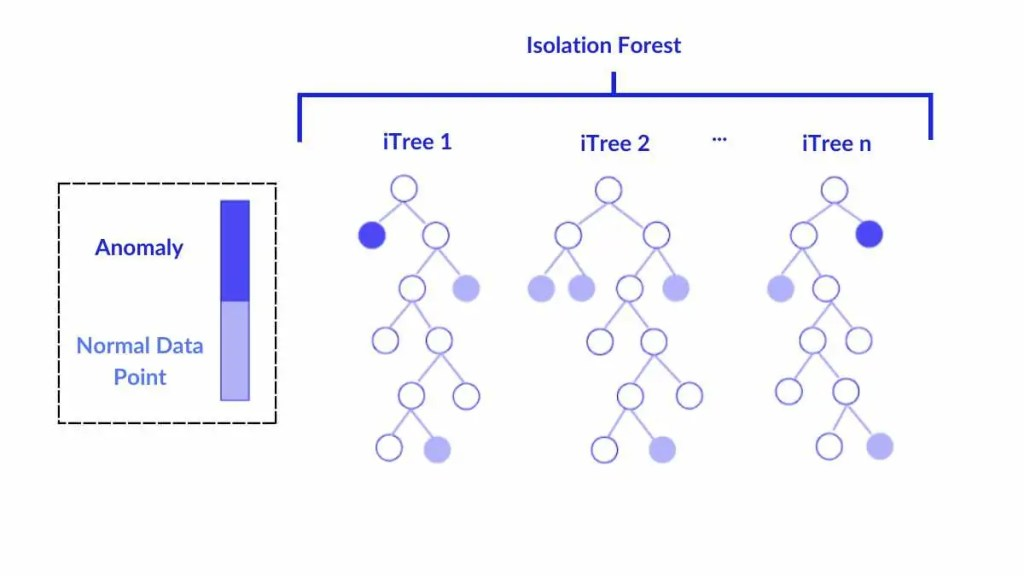 Isolation Forest
iTree 1
iTree 2
...
iTree n
Anomaly
Normal Data
Point